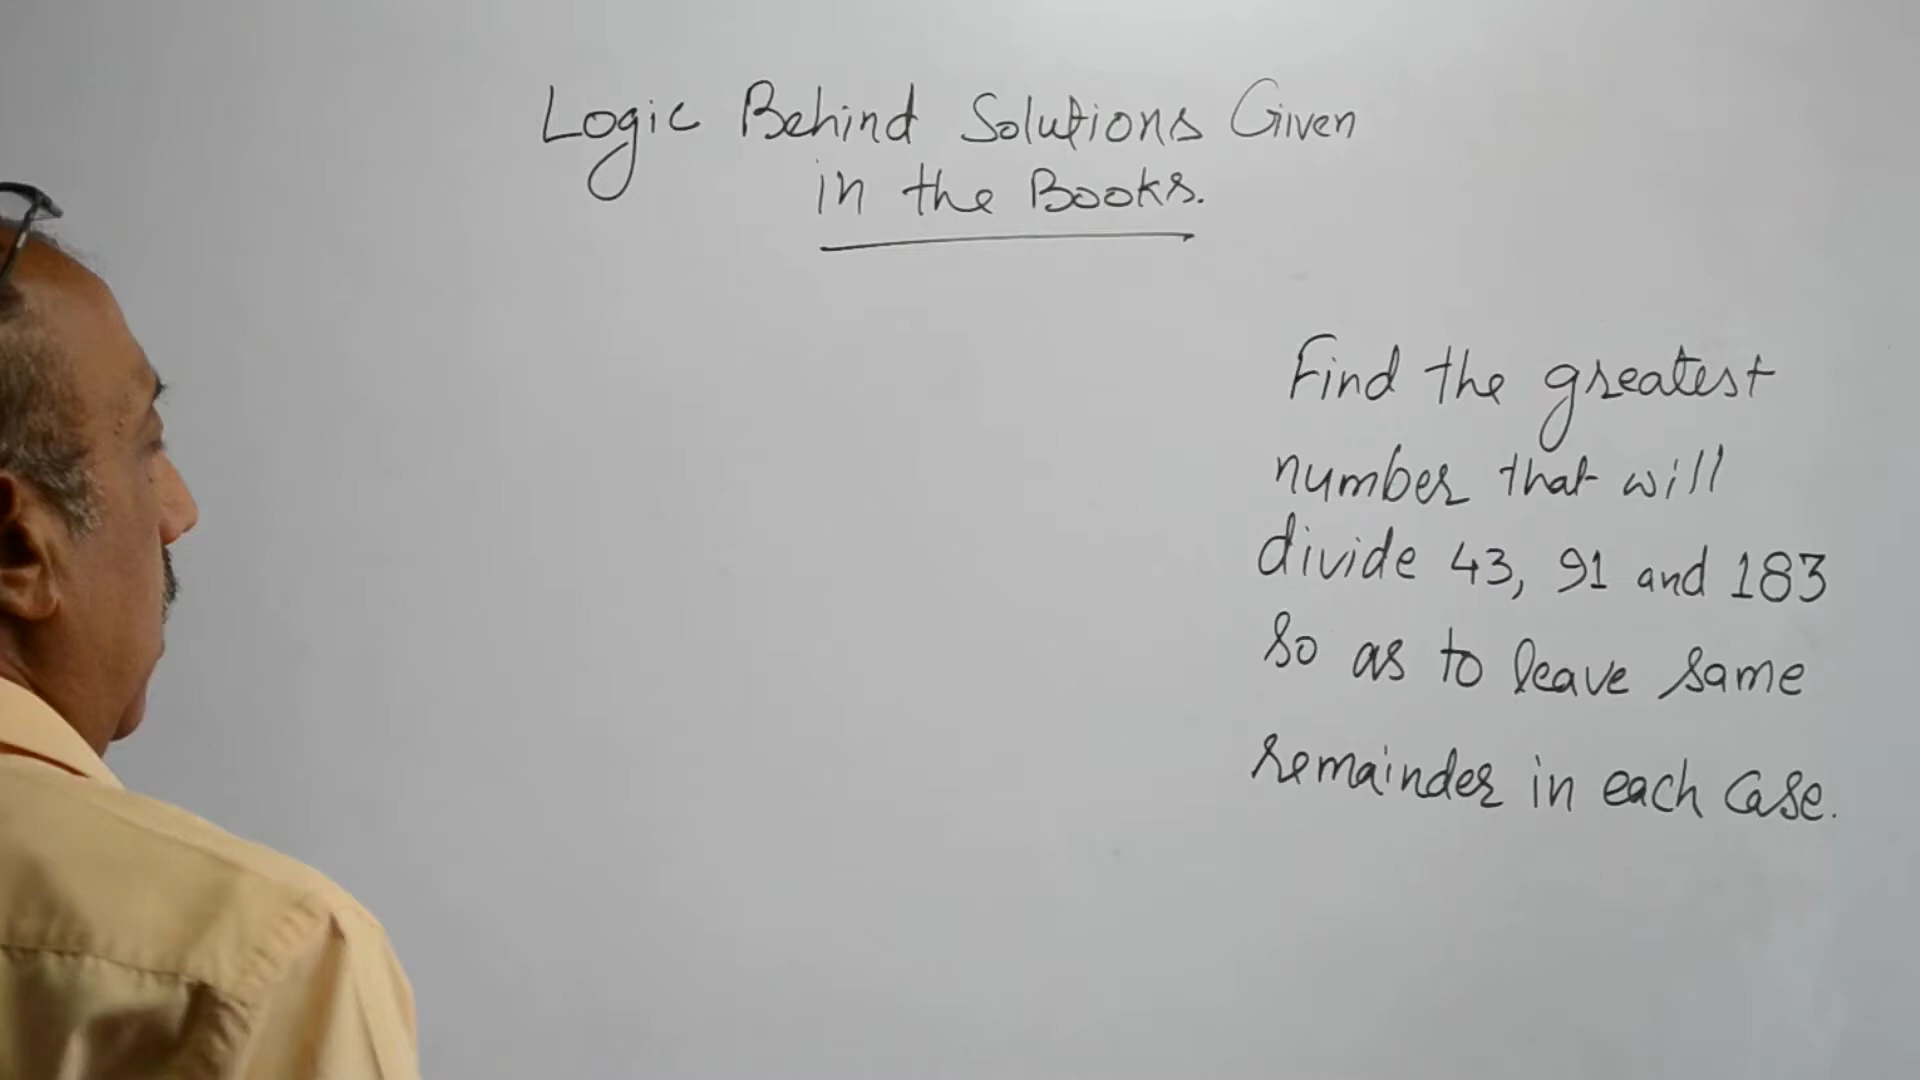 Logic Behind Solutions Given
in the Books.
Find the greatest
number that will
divide 43, 91 and 183
so as to leave same
remainder in each case.